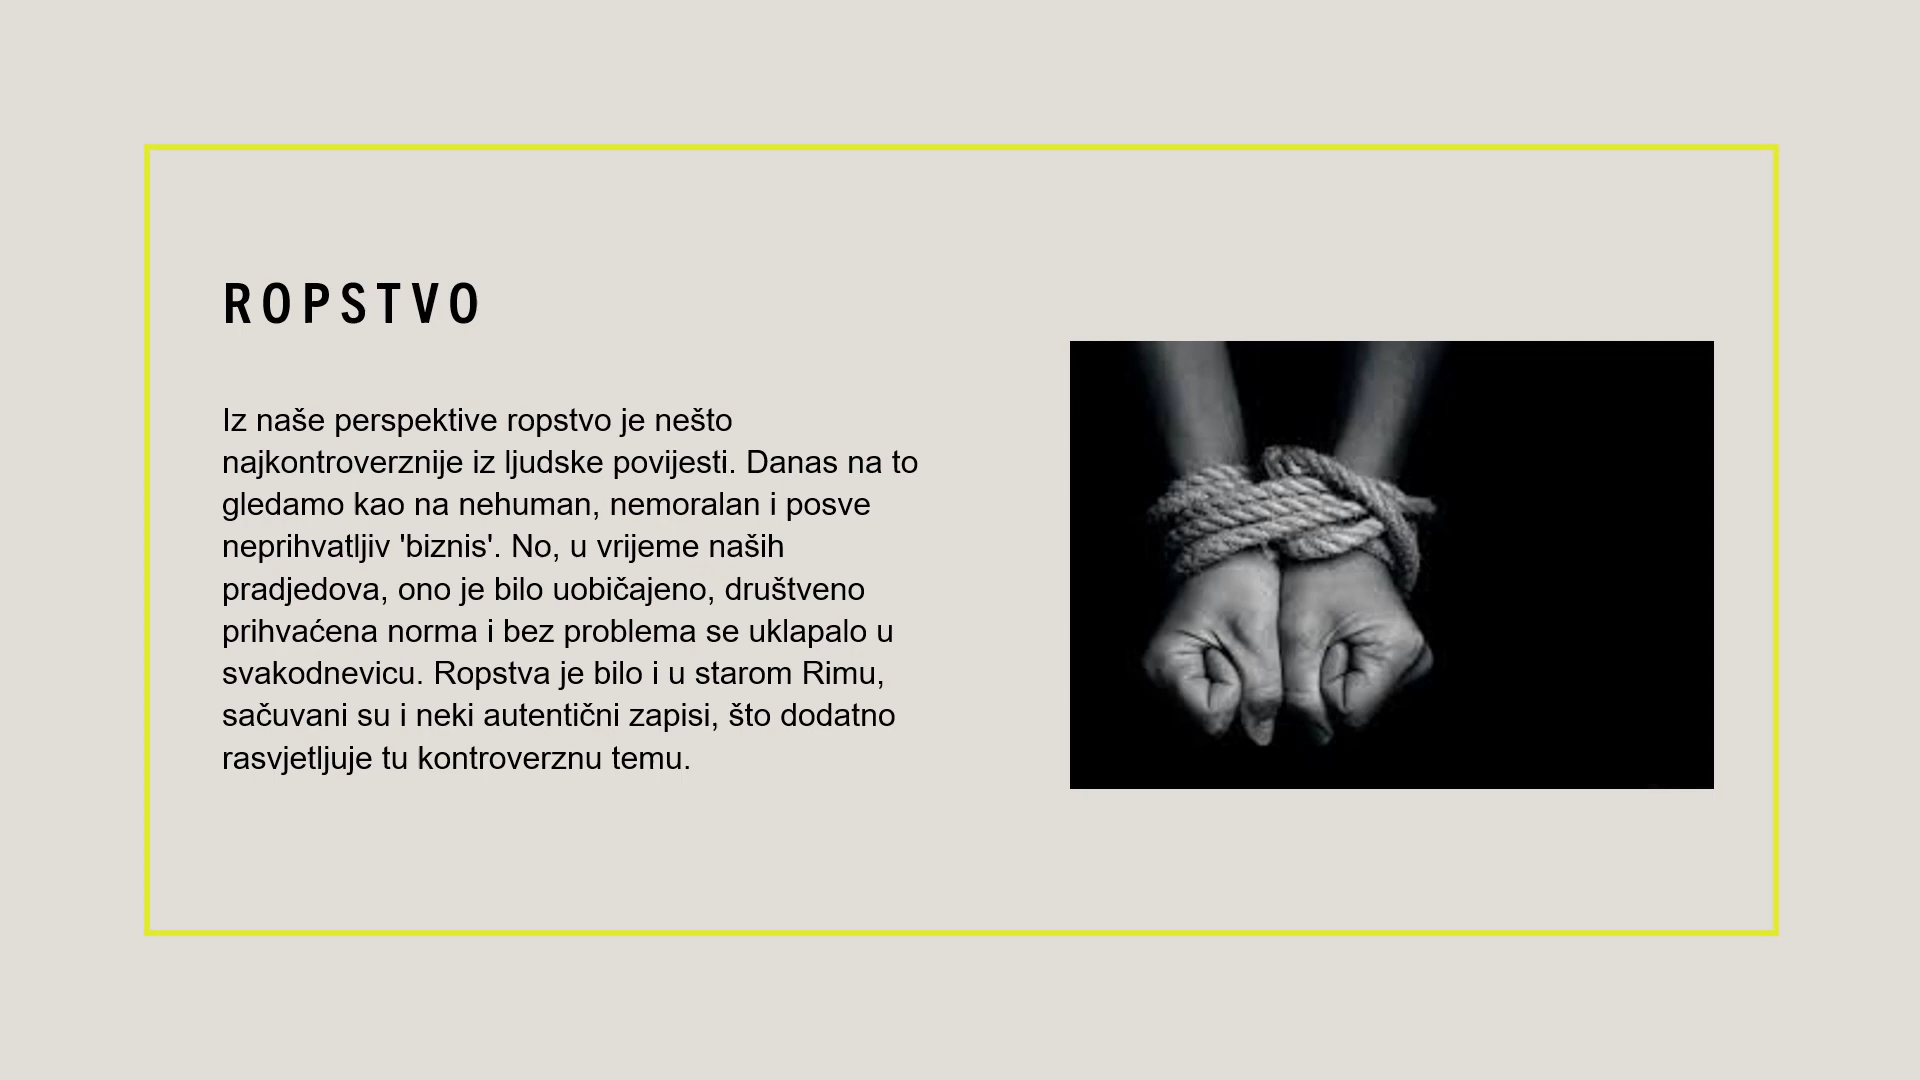 ROPSTVO
Iz naše perspektive ropstvo je nešto
najkontroverznije iz ljudske povijesti. Danas na to
gledamo kao na nehuman, nemoralan i posve
neprihvatljiv 'biznis'. No, u vrijeme naših
pradjedova, ono je bilo uobičajeno, društveno
prihvaćena norma i bez problema se uklapalo u
svakodnevicu. Ropstva je bilo i u starom Rimu,
sačuvani su i neki autentični zapisi, što dodatno
rasvjetljuje tu kontroverznu temu.